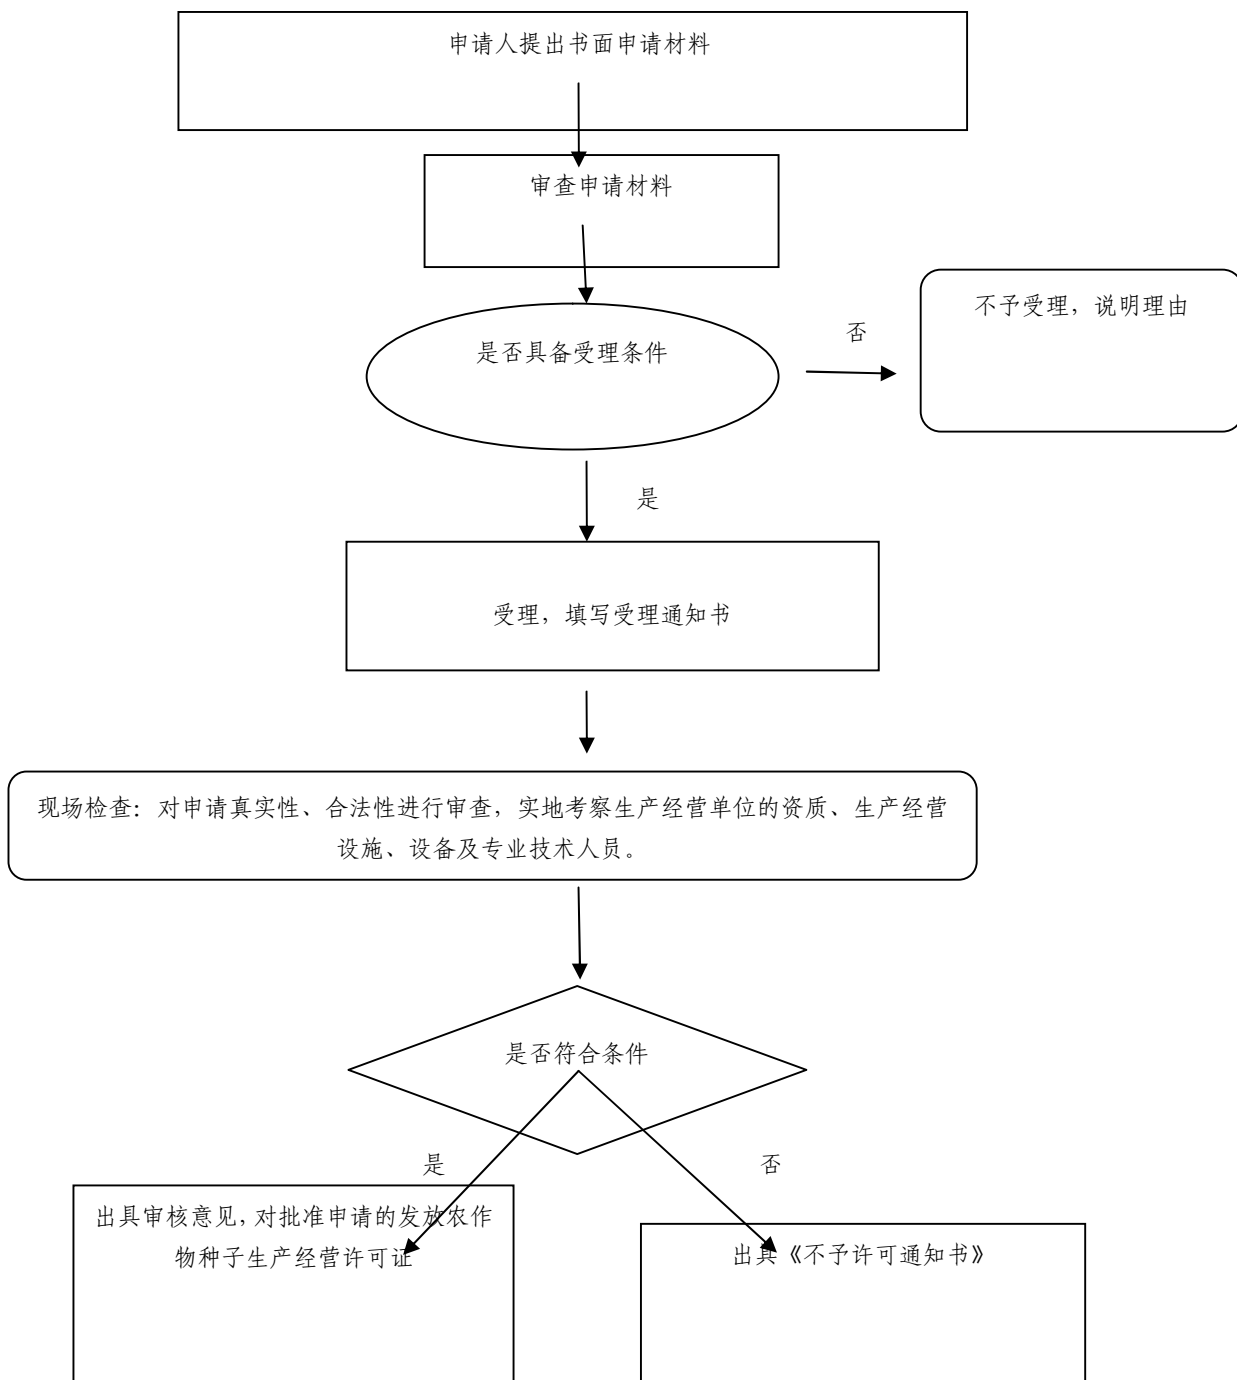 申请人提出书面申请材料
审查申请材料
是否具备受理条件
否
不予受理，说明理由
是
受理，填写受理通知书
现场检查：对申请真实性、合法性进行审查，实地考察生产经营单位的资质、生产经营
设施、设备及专业技术人员。
是否符合条件
是
否
出具审核意见，对批准申请的发放农作
物种子生产经营许可证
出具《不予许可通知书》